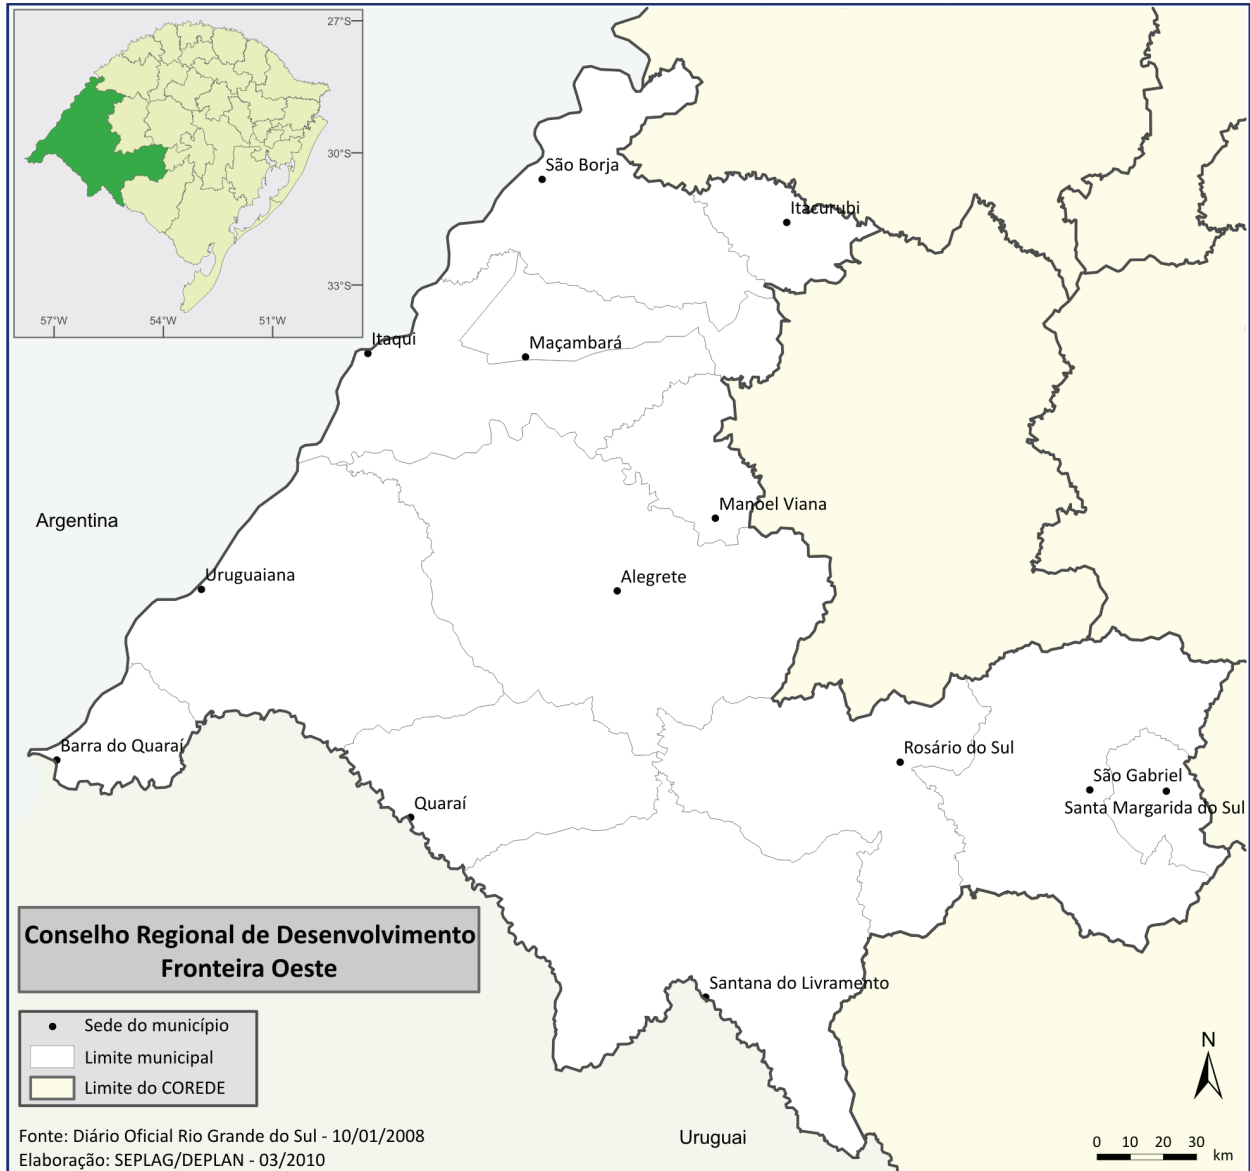 27°S
30°S
33°S
57°W
54°W
51°W
São Borja
Itacurubi
Itaqui
Maçambará
Manoel Viana
Argentina
Uruguaiana
Alegrete
Barra do Quaraí
Rosário do Sul
São Gabriel
Quaraí
Santa Margarida do Sul
Conselho Regional de Desenvolvimento
Fronteira Oeste
Santana do Livramento
Sede do município
Limite municipal
Limite do COREDE
N
Fonte: Diário Oficial Rio Grande do Sul - 10/01/2008
Elaboração: SEPLAG/DEPLAN - 03/2010
Uruguai
0 10 20 30
km